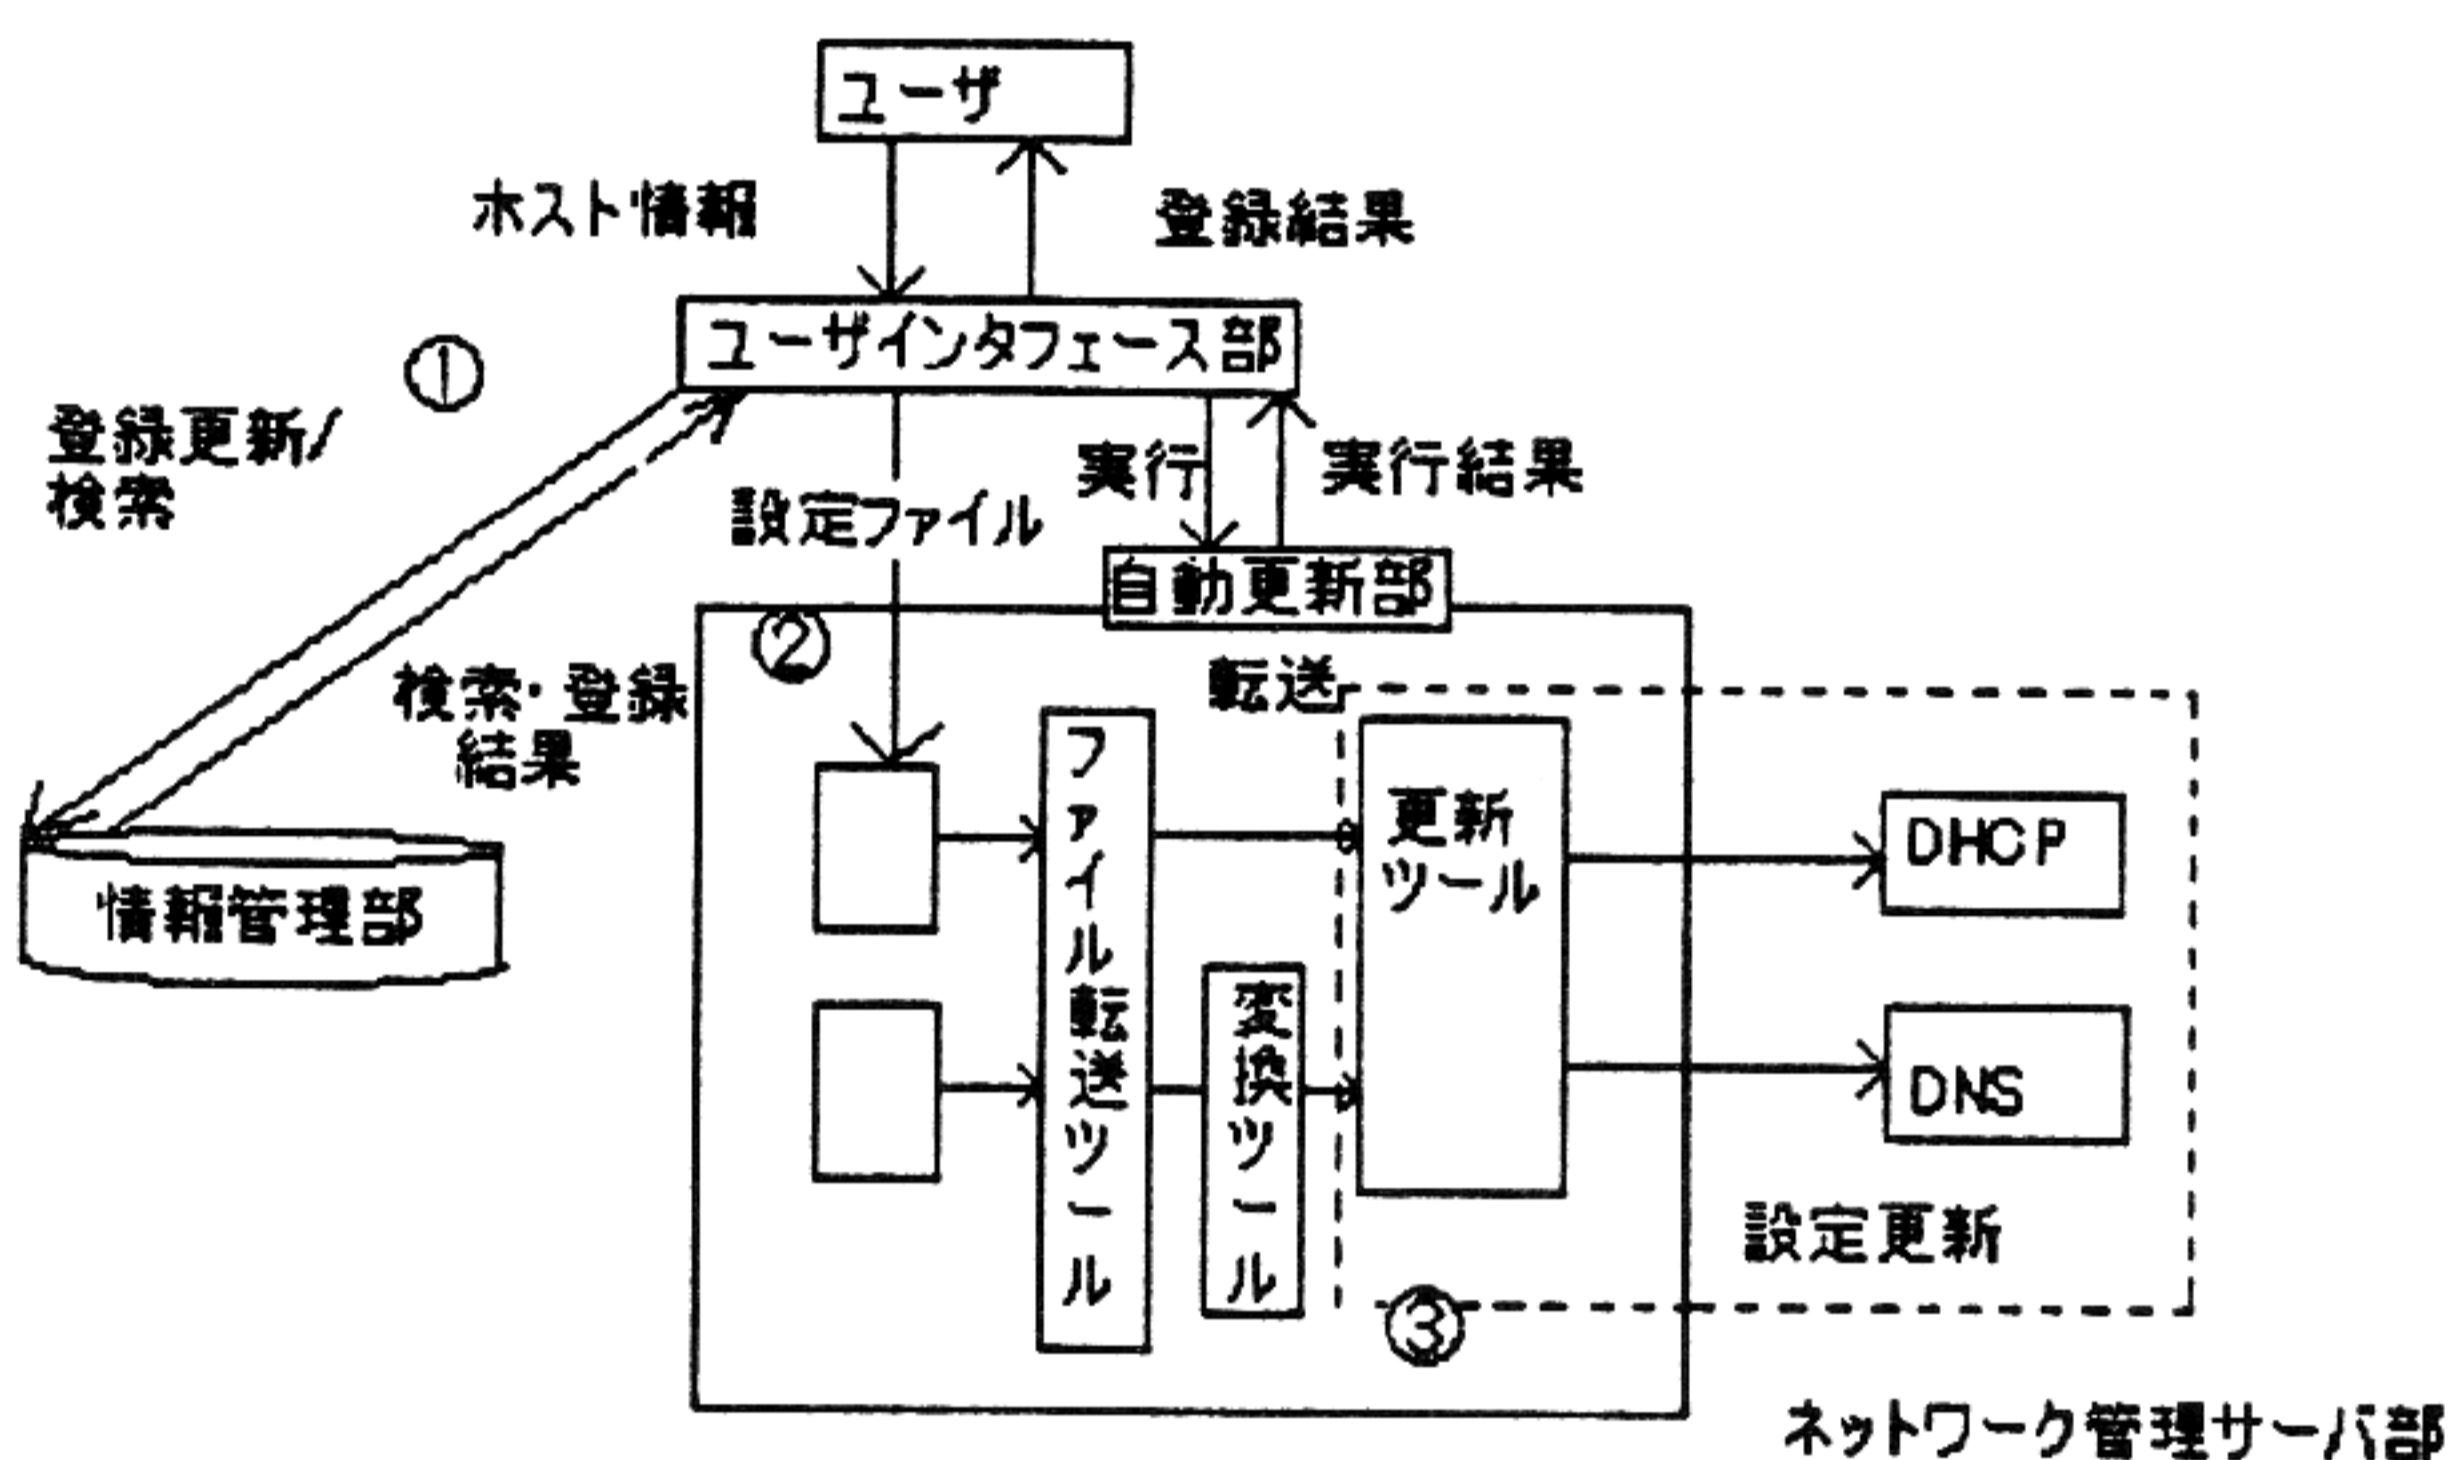 ユーザ
ホスト情報
登録結果
ユーザインタフェース部
①
登録更新/
検索
実行
実行結果
設定ファイル
自動更新部
②
転送
検索・登録
結果
ファイル転送ツール
更新
ツール
DHCP
情報管理部
変換ツール
DNS
設定更新
③
ネットワーク管理サーバ部